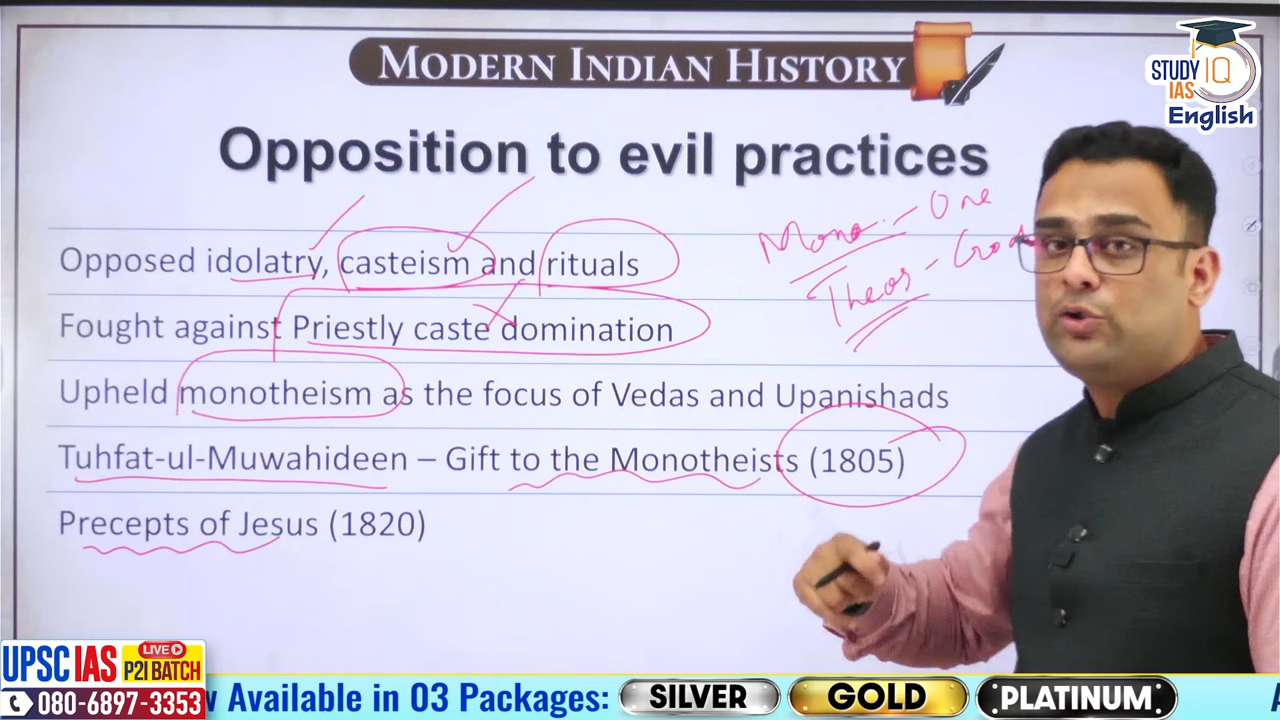 MODERN INDIAN HISTORY
STUDY IQ
IAS
English
Opposition to evil practices
Mono - One
Theos - God
Opposed idolatry, casteism and rituals
Fought against Priestly caste domination
Upheld monotheism as the focus of Vedas and Upanishads
Tuhfat-ul-Muwahideen – Gift to the Monotheists (1805)
Precepts of Jesus (1820)
UPSC IAS LIVE P2I BATCH
080-6897-3353
w Available in 03 Packages: SILVER GOLD PLATINUM A